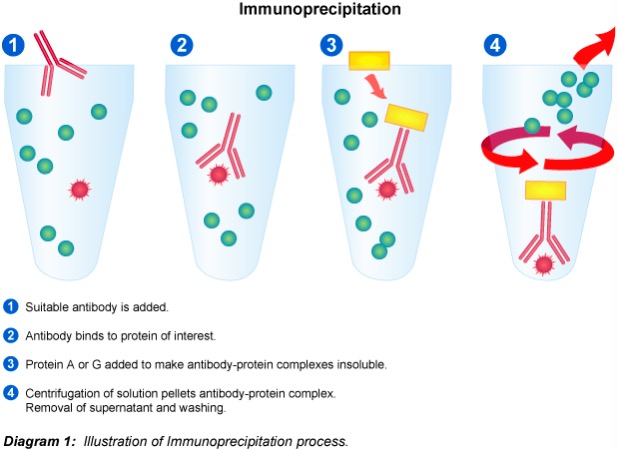 Immunoprecipitation
1
2
3
4
1 Suitable antibody is added.
2 Antibody binds to protein of interest.
3 Protein A or G added to make antibody-protein complexes insoluble.
4 Centrifugation of solution pellets antibody-protein complex.
Removal of supernatant and washing.
Diagram 1: Illustration of Immunoprecipitation process.